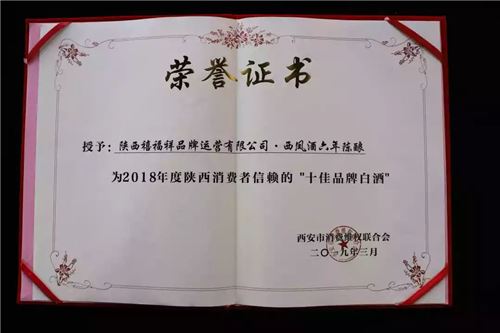 荣誉证书
授予:陕西禧福祥品牌运营有限公司·西凤酒六年陈酿
为2018年度陕西消费者信赖的 "十佳品牌白酒"
西安市消费维权联合会
二〇一九年三月